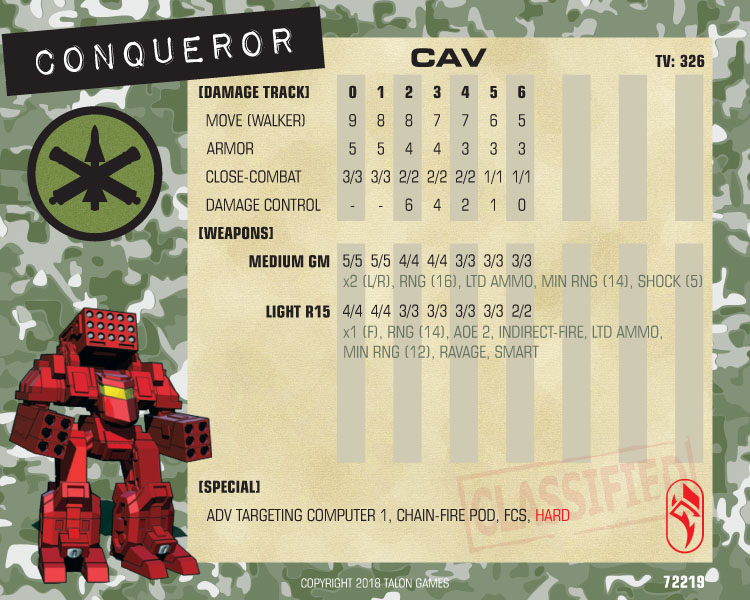 CONQUEROR
CAV
TV: 326
[DAMAGE TRACK] 0 1 2 3 4 5 6
MOVE (WALKER) 9 8 8 7 7 6 5
ARMOR 5 5 4 4 3 3 3
CLOSE-COMBAT 3/3 3/3 2/2 2/2 2/2 1/1 1/1
DAMAGE CONTROL - - 6 4 2 1 0
[WEAPONS]
MEDIUM GM 5/5 5/5 4/4 4/4 3/3 3/3 3/3
x2 (L/R), RNG (16), LTD AMMO, MIN RNG (14), SHOCK (5)
LIGHT R15 4/4 4/4 3/3 3/3 3/3 3/3 2/2
x1 (F), RNG (14), AOE 2, INDIRECT-FIRE, LTD AMMO,
MIN RNG (12), RAVAGE, SMART
[SPECIAL]
CLASSIFIED
ADV TARGETING COMPUTER 1, CHAIN-FIRE POD, FCS, HARD
COPYRIGHT 2018 TALON GAMES
72219